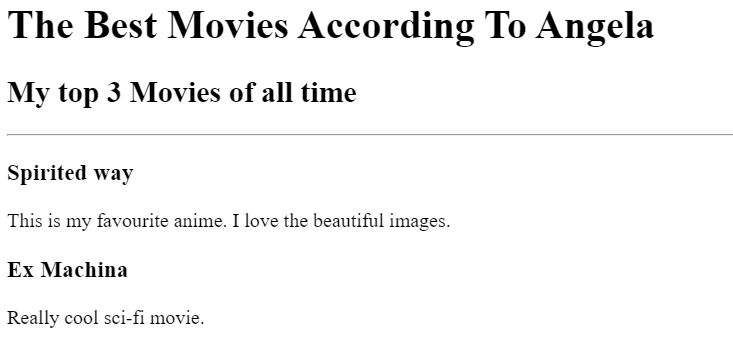 The Best Movies According To Angela
My top 3 Movies of all time
Spirited way
This is my favourite anime. I love the beautiful images.
Ex Machina
Really cool sci-fi movie.